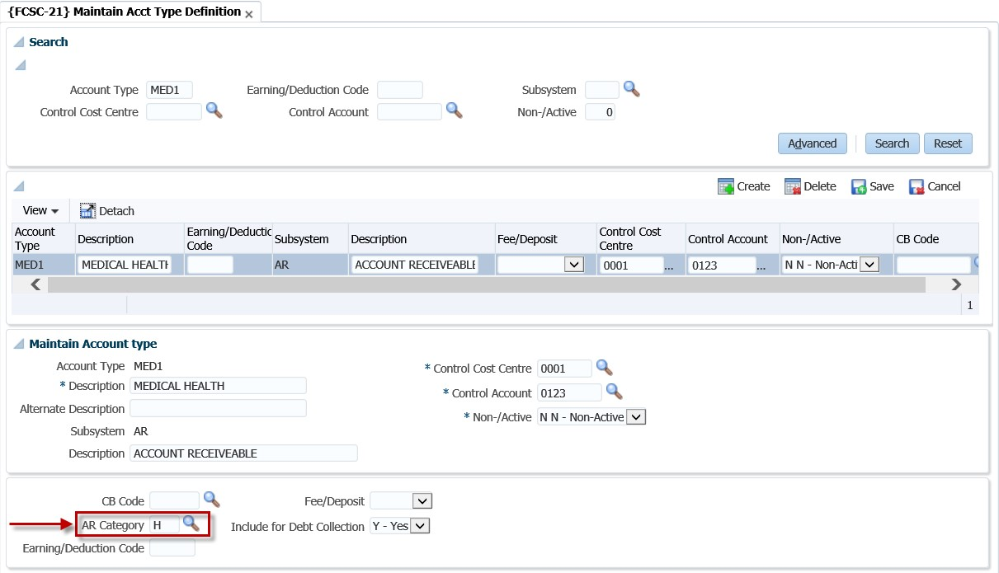 {FCSC-21} Maintain Acct Type Definition
Search
Account Type MED1 Earning/Deduction Code Subsystem
Control Cost Centre Control Account Non-/Active 0
Advanced Search Reset
Create Delete Save Cancel
View Detach
Account Type Description Earning/Deductic Code Subsystem Description Fee/Deposit Control Cost Centre Control Account Non-/Active CB Code
MED1 MEDICAL HEALTH AR ACCOUNT RECEIVEABLE 0001 ... 0123 ... N N - Non-Acti
1
Maintain Account type
Account Type MED1 * Control Cost Centre 0001
* Description MEDICAL HEALTH * Control Account 0123
Alternate Description * Non-/Active N N - Non-Active
Subsystem AR
Description ACCOUNT RECEIVEABLE
CB Code Fee/Deposit
AR Category H Include for Debt Collection Y - Yes
Earning/Deduction Code